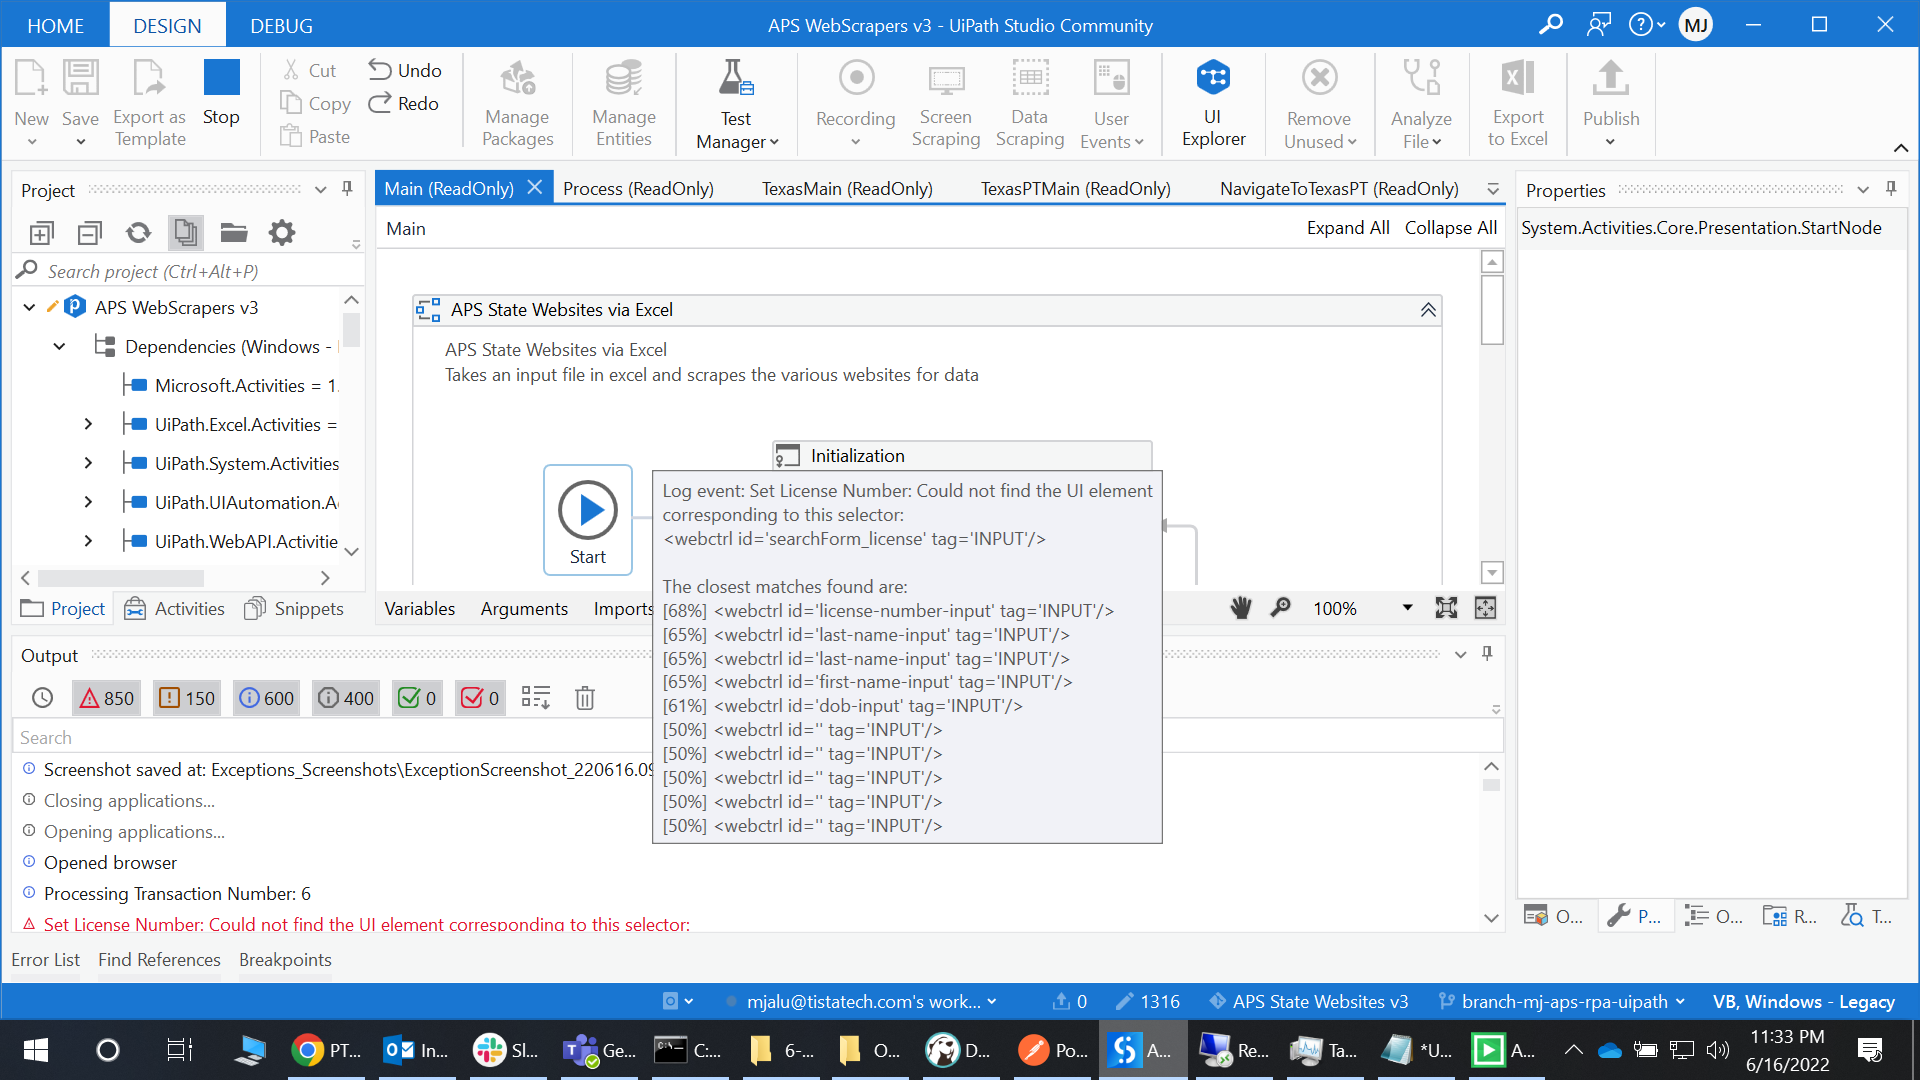 HOME
DESIGN
DEBUG
APS WebScrapers v3 - UiPath Studio Community
MJ
New
Save
Export as
Template
Stop
Cut
Copy
Paste
Undo
Redo
Manage
Packages
Manage
Entities
Test
Manager
Recording
Screen
Scraping
Data
Scraping
User
Events
UI
Explorer
Remove
Unused
Analyze
File
Export
to Excel
Publish
Project
Search project (Ctrl+Alt+P)
APS WebScrapers v3
Dependencies (Windows -
Microsoft.Activities = 1.
UiPath.Excel.Activities =
UiPath.System.Activities
UiPath.UIAutomation.A
UiPath.WebAPI.Activitie
Project
Activities
Snippets
Main (ReadOnly)
Process (ReadOnly)
TexasMain (ReadOnly)
TexasPTMain (ReadOnly)
NavigateToTexasPT (ReadOnly)
Main
Expand All
Collapse All
APS State Websites via Excel
APS State Websites via Excel
Takes an input file in excel and scrapes the various websites for data
Start
Initialization
Log event: Set License Number: Could not find the UI element
corresponding to this selector:
<webctrl id='searchForm_license' tag='INPUT'/>
The closest matches found are:
[68%] <webctrl id='license-number-input' tag='INPUT'/>
[65%] <webctrl id='last-name-input' tag='INPUT'/>
[65%] <webctrl id='last-name-input' tag='INPUT'/>
[65%] <webctrl id='first-name-input' tag='INPUT'/>
[61%] <webctrl id='dob-input' tag='INPUT'/>
[50%] <webctrl id='' tag='INPUT'/>
[50%] <webctrl id='' tag='INPUT'/>
[50%] <webctrl id='' tag='INPUT'/>
[50%] <webctrl id='' tag='INPUT'/>
[50%] <webctrl id='' tag='INPUT'/>
Variables
Arguments
Imports
100%
Properties
System.Activities.Core.Presentation.StartNode
O...
P...
O...
R...
T...
Output
850
150
600
400
0
0
Search
Screenshot saved at: Exceptions_Screenshots\ExceptionScreenshot_220616.09
Closing applications...
Opening applications...
Opened browser
Processing Transaction Number: 6
Set License Number: Could not find the UI element corresponding to this selector:
Error List
Find References
Breakpoints
mjalu@tistatech.com's work...
0
1316
APS State Websites v3
branch-mj-aps-rpa-uipath
VB, Windows - Legacy
PT...
In...
Sl...
Ge...
C:...
6-...
O...
D...
Po...
A...
Re...
Ta...
*U...
A...
11:33 PM
6/16/2022